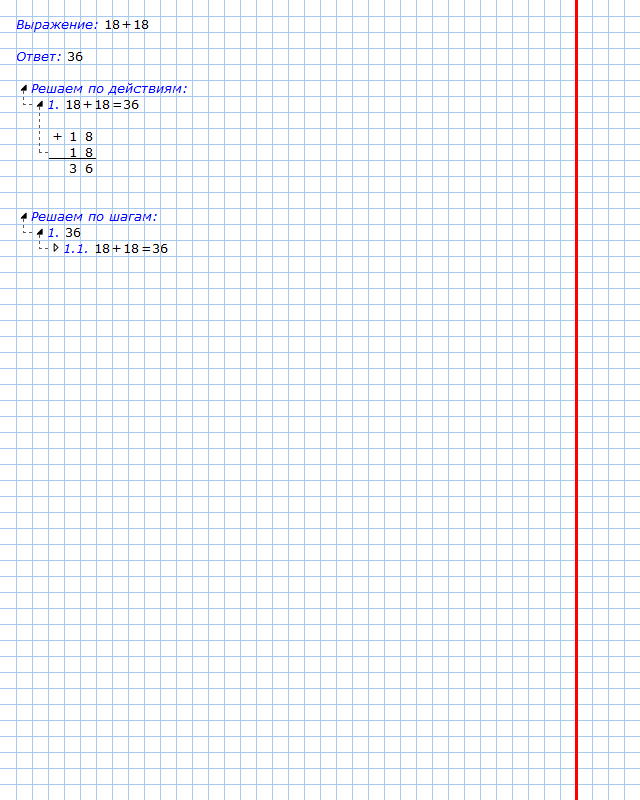 Выражение: 18+18
Ответ: 36
Решаем по действиям:
1. 18+18=36
+ 1 8
1 8
3 6
Решаем по шагам:
1. 36
1.1. 18+18=36